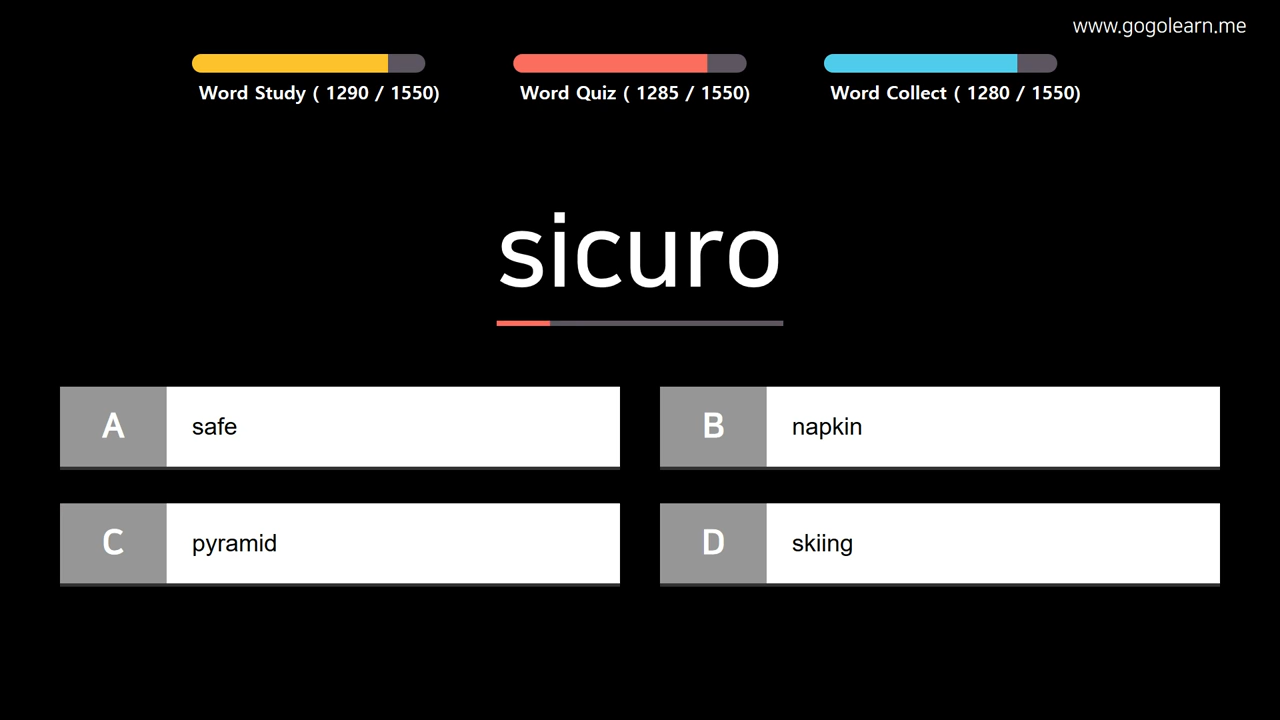 www.gogolearn.me
Word Study ( 1290 / 1550)
Word Quiz ( 1285 / 1550)
Word Collect ( 1280 / 1550)
sicuro
A safe
B napkin
C pyramid
D skiing